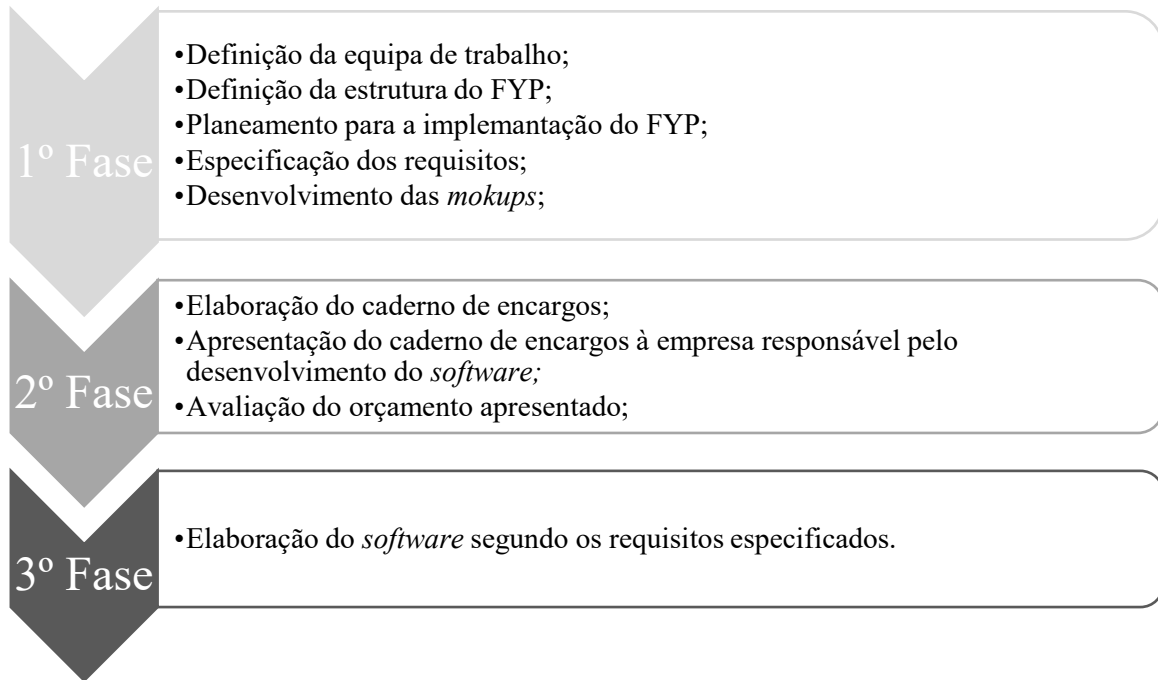 1º Fase
•Definição da equipa de trabalho;
•Definição da estrutura do FYP;
•Planeamento para a implemantação do FYP;
•Especificação dos requisitos;
•Desenvolvimento das mokups;
2º Fase
•Elaboração do caderno de encargos;
•Apresentação do caderno de encargos à empresa responsável pelo
desenvolvimento do software;
•Avaliação do orçamento apresentado;
3º Fase
•Elaboração do software segundo os requisitos especificados.